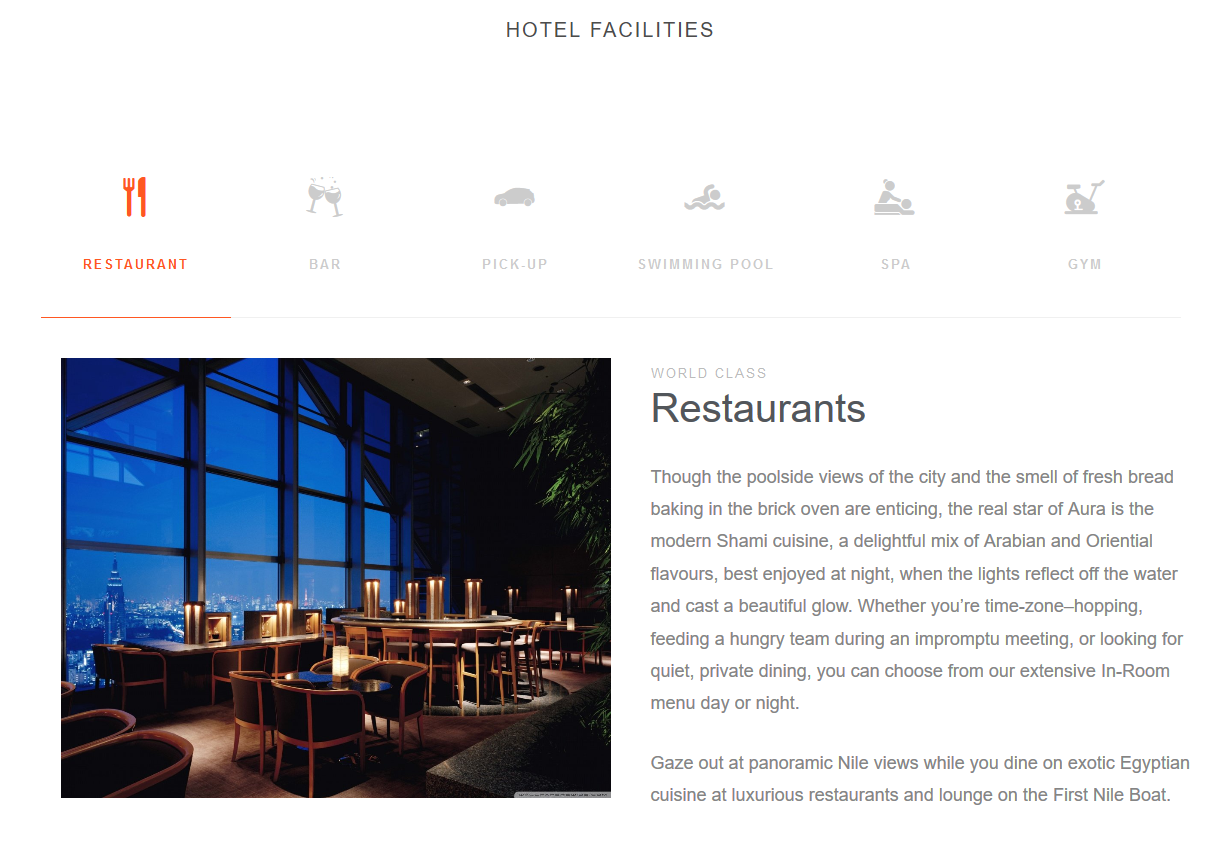 HOTEL FACILITIES
RESTAURANT
BAR
PICK-UP
SWIMMING POOL
SPA
GYM
WORLD CLASS
Restaurants
Though the poolside views of the city and the smell of fresh bread
baking in the brick oven are enticing, the real star of Aura is the
modern Shami cuisine, a delightful mix of Arabian and Oriential
flavours, best enjoyed at night, when the lights reflect off the water
and cast a beautiful glow. Whether you’re time-zone–hopping,
feeding a hungry team during an impromptu meeting, or looking for
quiet, private dining, you can choose from our extensive In-Room
menu day or night.
Gaze out at panoramic Nile views while you dine on exotic Egyptian
cuisine at luxurious restaurants and lounge on the First Nile Boat.